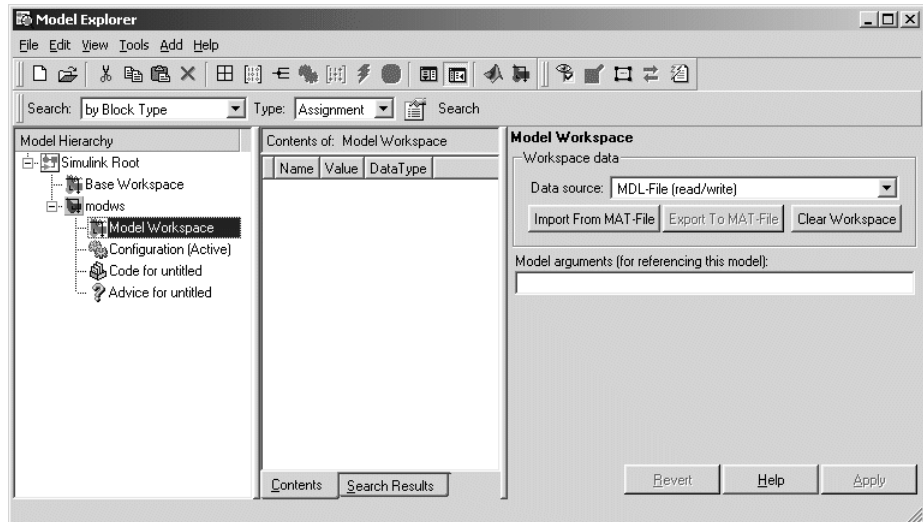 Model Explorer
File Edit View Tools Add Help
Search: by Block Type Type: Assignment Search
Model Hierarchy
Simulink Root
Base Workspace
modws
Model Workspace
Configuration (Active)
Code for untitled
Advice for untitled
Contents of: Model Workspace
Name Value DataType
Contents Search Results
Model Workspace
Workspace data
Data source: MDL-File (read/write)
Import From MAT-File Export To MAT-File Clear Workspace
Model arguments (for referencing this model):
Revert Help Apply